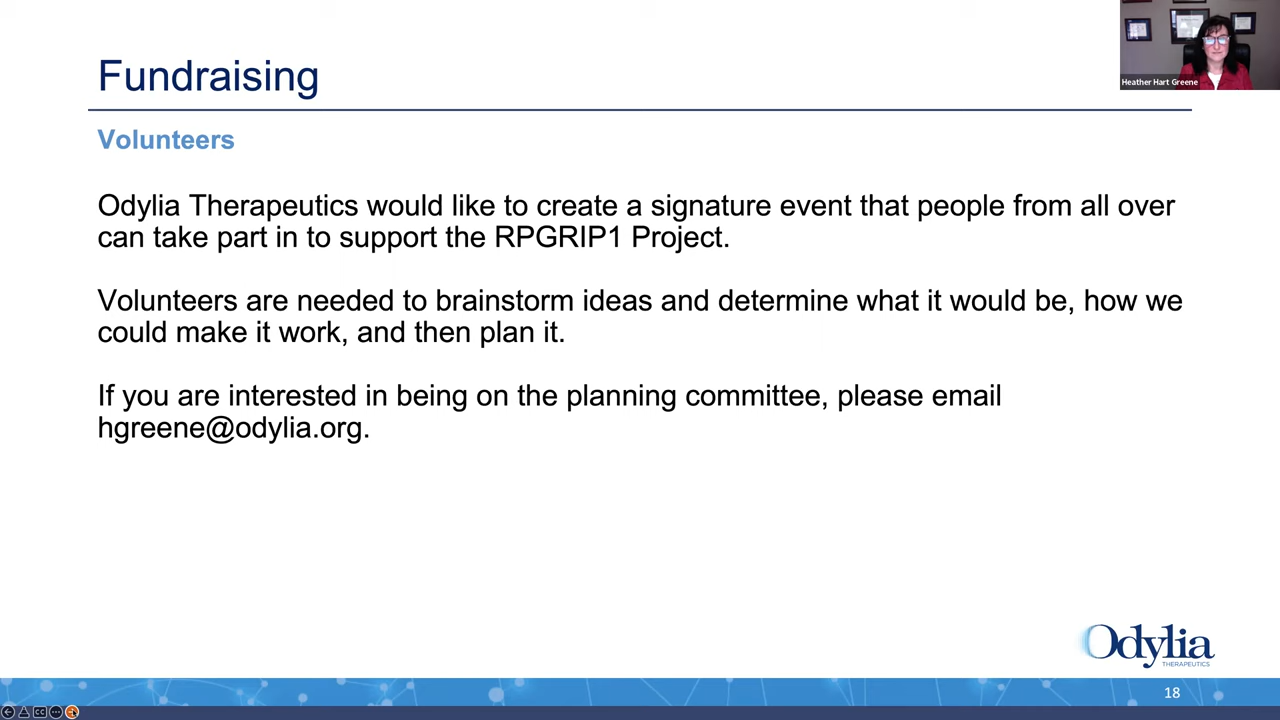 Heather Hart Greene
Fundraising
Volunteers
Odylia Therapeutics would like to create a signature event that people from all over
can take part in to support the RPGRIP1 Project.
Volunteers are needed to brainstorm ideas and determine what it would be, how we
could make it work, and then plan it.
If you are interested in being on the planning committee, please email
hgreene@odylia.org.
Odylia
THERAPEUTICS
18